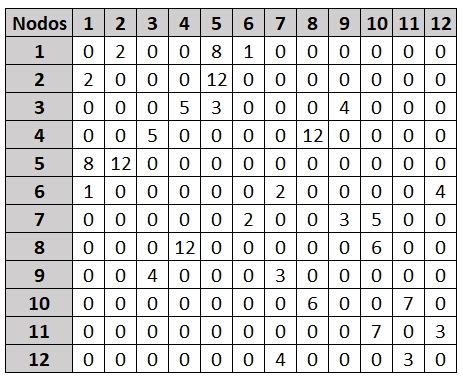 Nodos 1 2 3 4 5 6 7 8 9 10 11 12
1 0 2 0 0 8 1 0 0 0 0 0 0
2 2 0 0 0 12 0 0 0 0 0 0 0
3 0 0 0 5 3 0 0 0 4 0 0 0
4 0 0 5 0 0 0 0 12 0 0 0 0
5 8 12 0 0 0 0 0 0 0 0 0 0
6 1 0 0 0 0 0 2 0 0 0 0 4
7 0 0 0 0 0 2 0 0 3 5 0 0
8 0 0 0 12 0 0 0 0 0 6 0 0
9 0 0 4 0 0 0 3 0 0 0 0 0
10 0 0 0 0 0 0 0 6 0 0 7 0
11 0 0 0 0 0 0 0 0 0 7 0 3
12 0 0 0 0 0 0 4 0 0 0 3 0